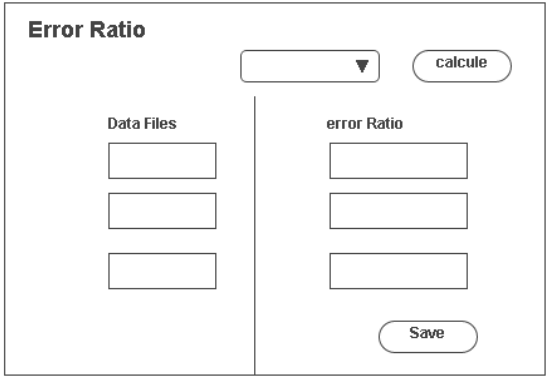 Error Ratio
calcule
Data Files
error Ratio
Save